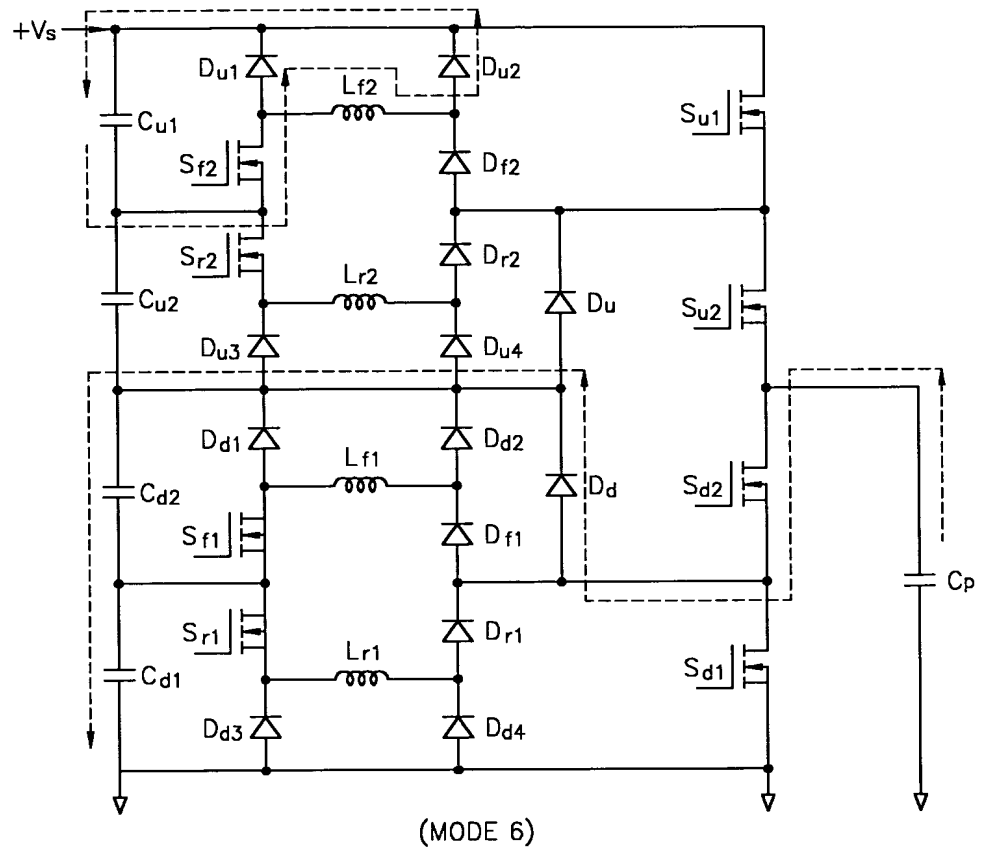 +Vs
Du1
Lf2
Du2
Cu1
Su1
Sf2
Df2
Sr2
Dr2
Lr2
Cu2
Du
Su2
Du3
Du4
Dd1
Dd2
Lf1
Cd2
Dd
Sd2
Sf1
Df1
Cp
Sr1
Dr1
Lr1
Cd1
Sd1
Dd3
Dd4
(MODE 6)